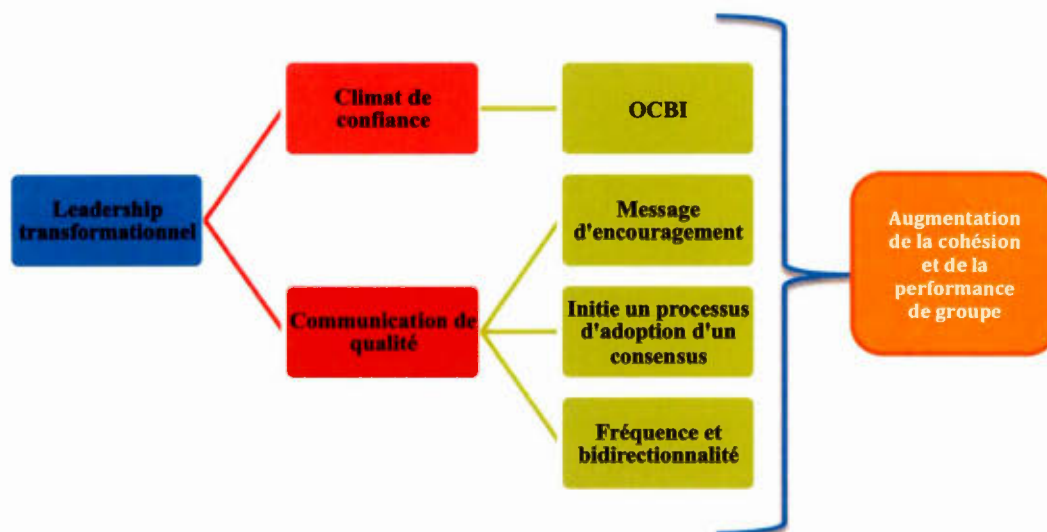 Climat de
confiance
OCBI
Leadership
transformationnel
Message
d'encouragement
Communication de
qualité
Initie un processus
d'adoption d'un
consensus
Fréquence et
bidirectionnalité
Augmentation
de la cohésion
et de la
performance
de groupe